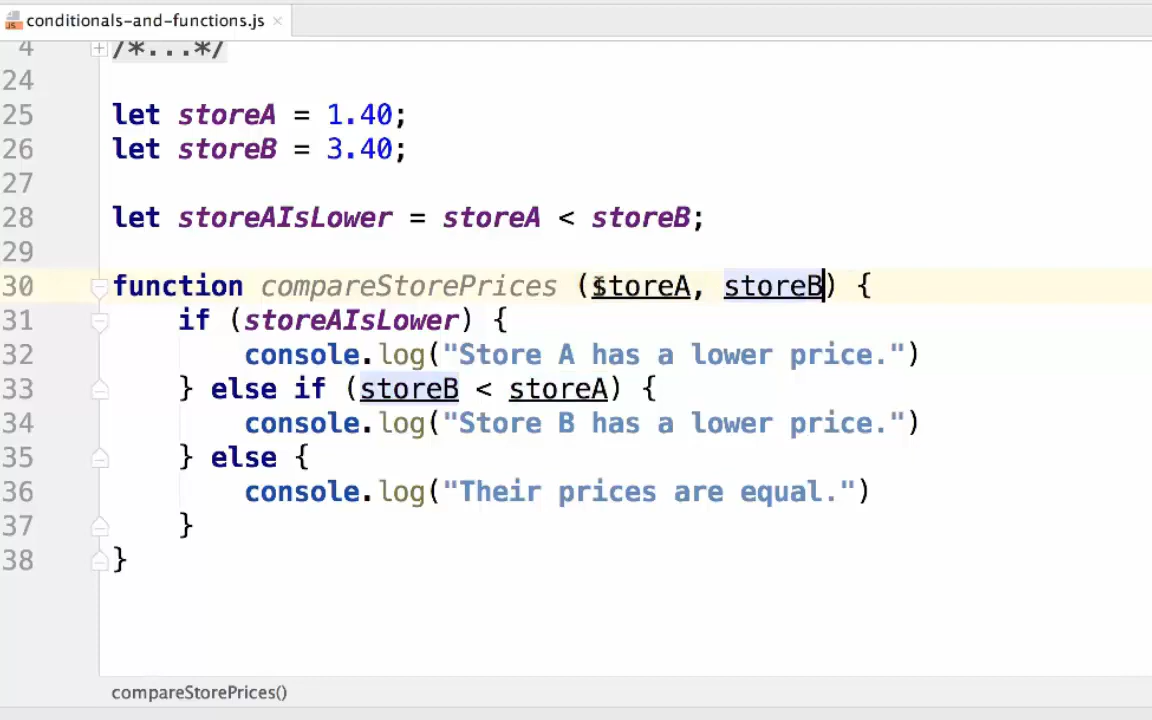 conditionals-and-functions.js
4 /*...*/
24
25 let storeA = 1.40;
26 let storeB = 3.40;
27
28 let storeAIsLower = storeA < storeB;
29
30 function compareStorePrices (storeA, storeB) {
31 if (storeAIsLower) {
32 console.log("Store A has a lower price.")
33 } else if (storeB < storeA) {
34 console.log("Store B has a lower price.")
35 } else {
36 console.log("Their prices are equal.")
37 }
38 }
compareStorePrices()